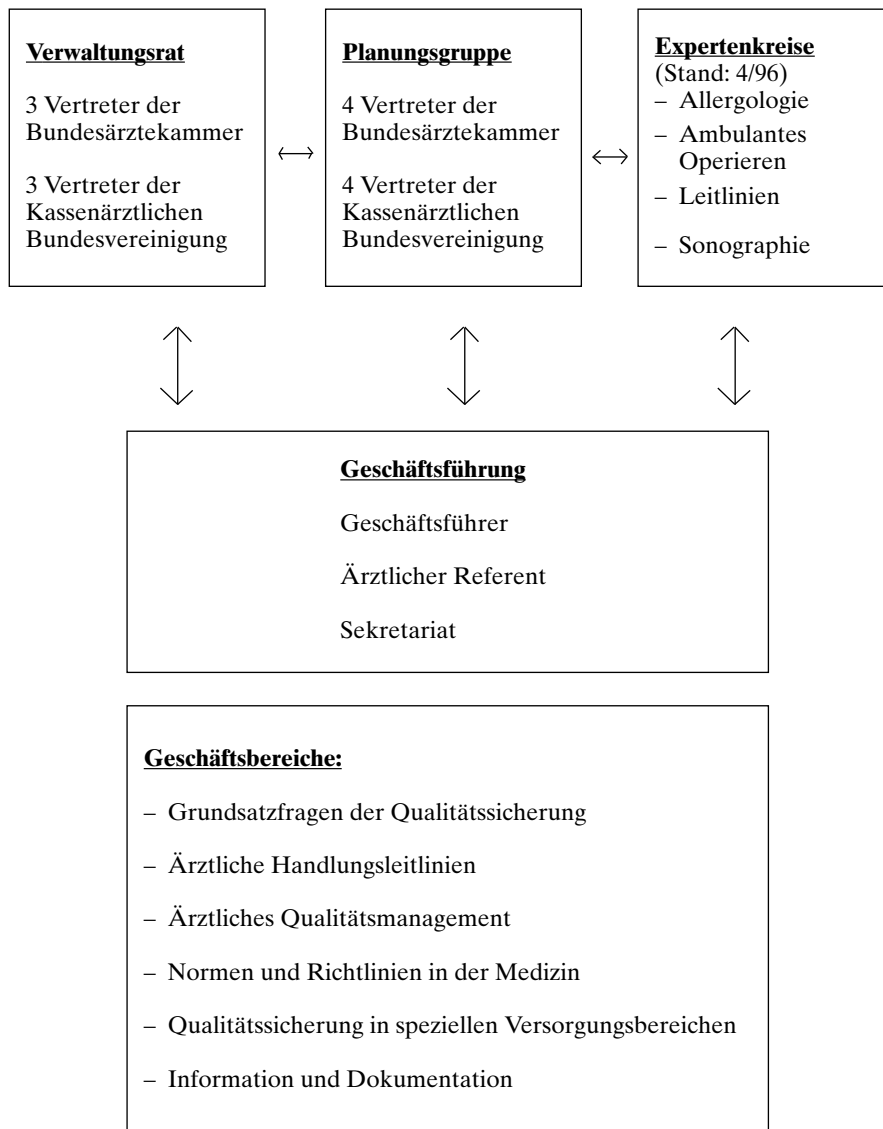 Verwaltungsrat
3 Vertreter der
Bundesärztekammer
3 Vertreter der
Kassenärztlichen
Bundesvereinigung
Planungsgruppe
4 Vertreter der
Bundesärztekammer
4 Vertreter der
Kassenärztlichen
Bundesvereinigung
Expertenkreise
(Stand: 4/96)
– Allergologie
– Ambulantes
Operieren
– Leitlinien
– Sonographie
Geschäftsführung
Geschäftsführer
Ärztlicher Referent
Sekretariat
Geschäftsbereiche:
– Grundsatzfragen der Qualitätssicherung
– Ärztliche Handlungsleitlinien
– Ärztliches Qualitätsmanagement
– Normen und Richtlinien in der Medizin
– Qualitätssicherung in speziellen Versorgungsbereichen
– Information und Dokumentation